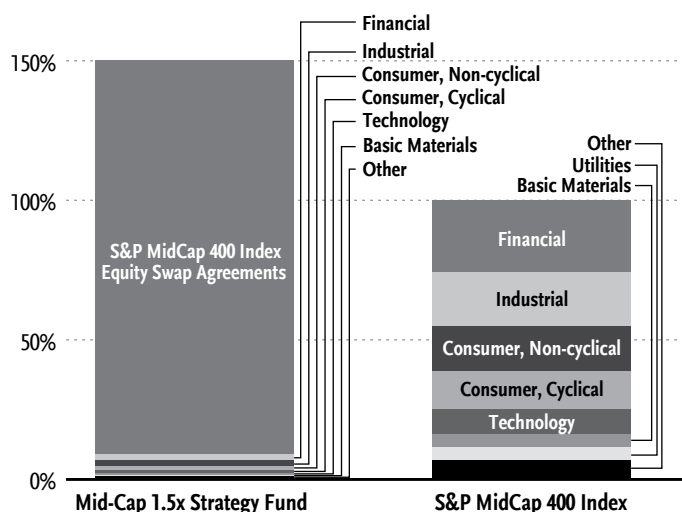 Financial
Industrial
Consumer, Non-cyclical
Consumer, Cyclical
Technology
Basic Materials
Other
Other
Utilities
Basic Materials
150%
100%
50%
0%
S&P MidCap 400 Index
Equity Swap Agreements
Financial
Industrial
Consumer, Non-cyclical
Consumer, Cyclical
Technology
Mid-Cap 1.5x Strategy Fund
S&P MidCap 400 Index